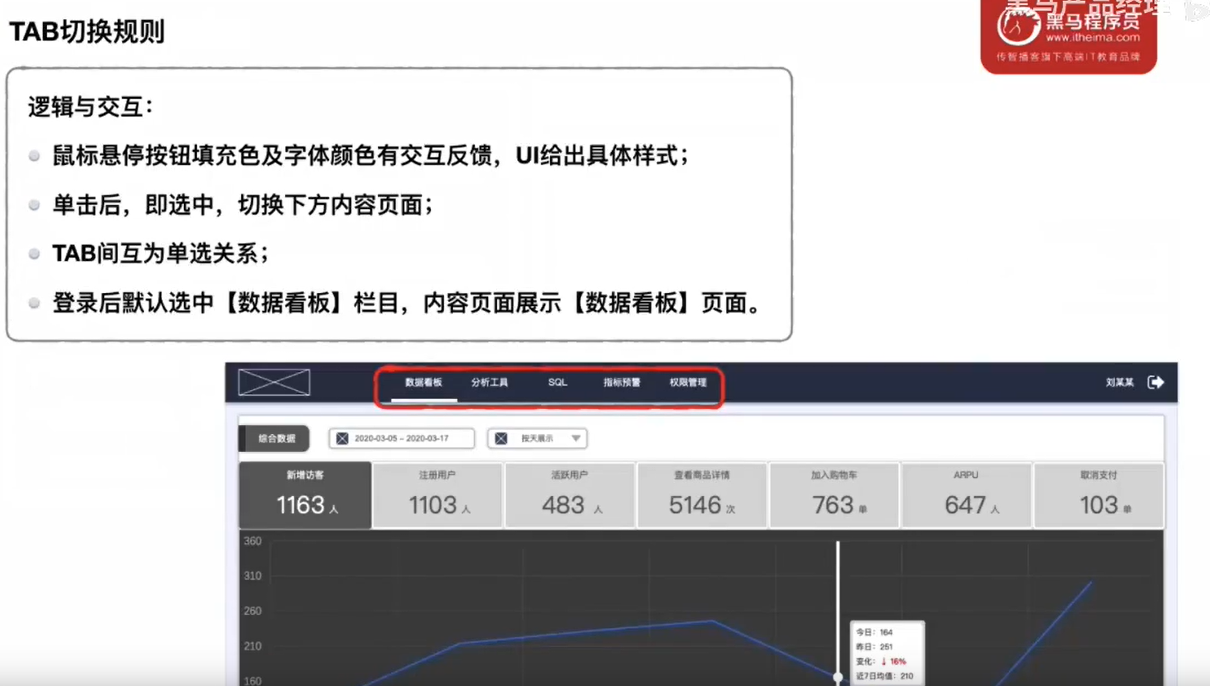 黑马产品经理
TAB切换规则
黑马程序员
www.itheima.com
传智播客旗下高端IT教育品牌
逻辑与交互：
鼠标悬停按钮填充色及字体颜色有交互反馈，UI给出具体样式；
单击后，即选中，切换下方内容页面；
TAB间互为单选关系；
登录后默认选中【数据看板】栏目，内容页面展示【数据看板】页面。
数据看板 分析工具 SQL 指标预警 权限管理 刘某某
综合数据 2020-03-05 ~ 2020-03-17 按天展示
新增访客 注册用户 活跃用户 查看商品详情 加入购物车 ARPU 取消支付
1163 人 1103 人 483 人 5146 次 763 单 647 人 103 单
360
310
260
210
160
今日：164
昨日：251
变化：↓ 16%
近7日均值：210